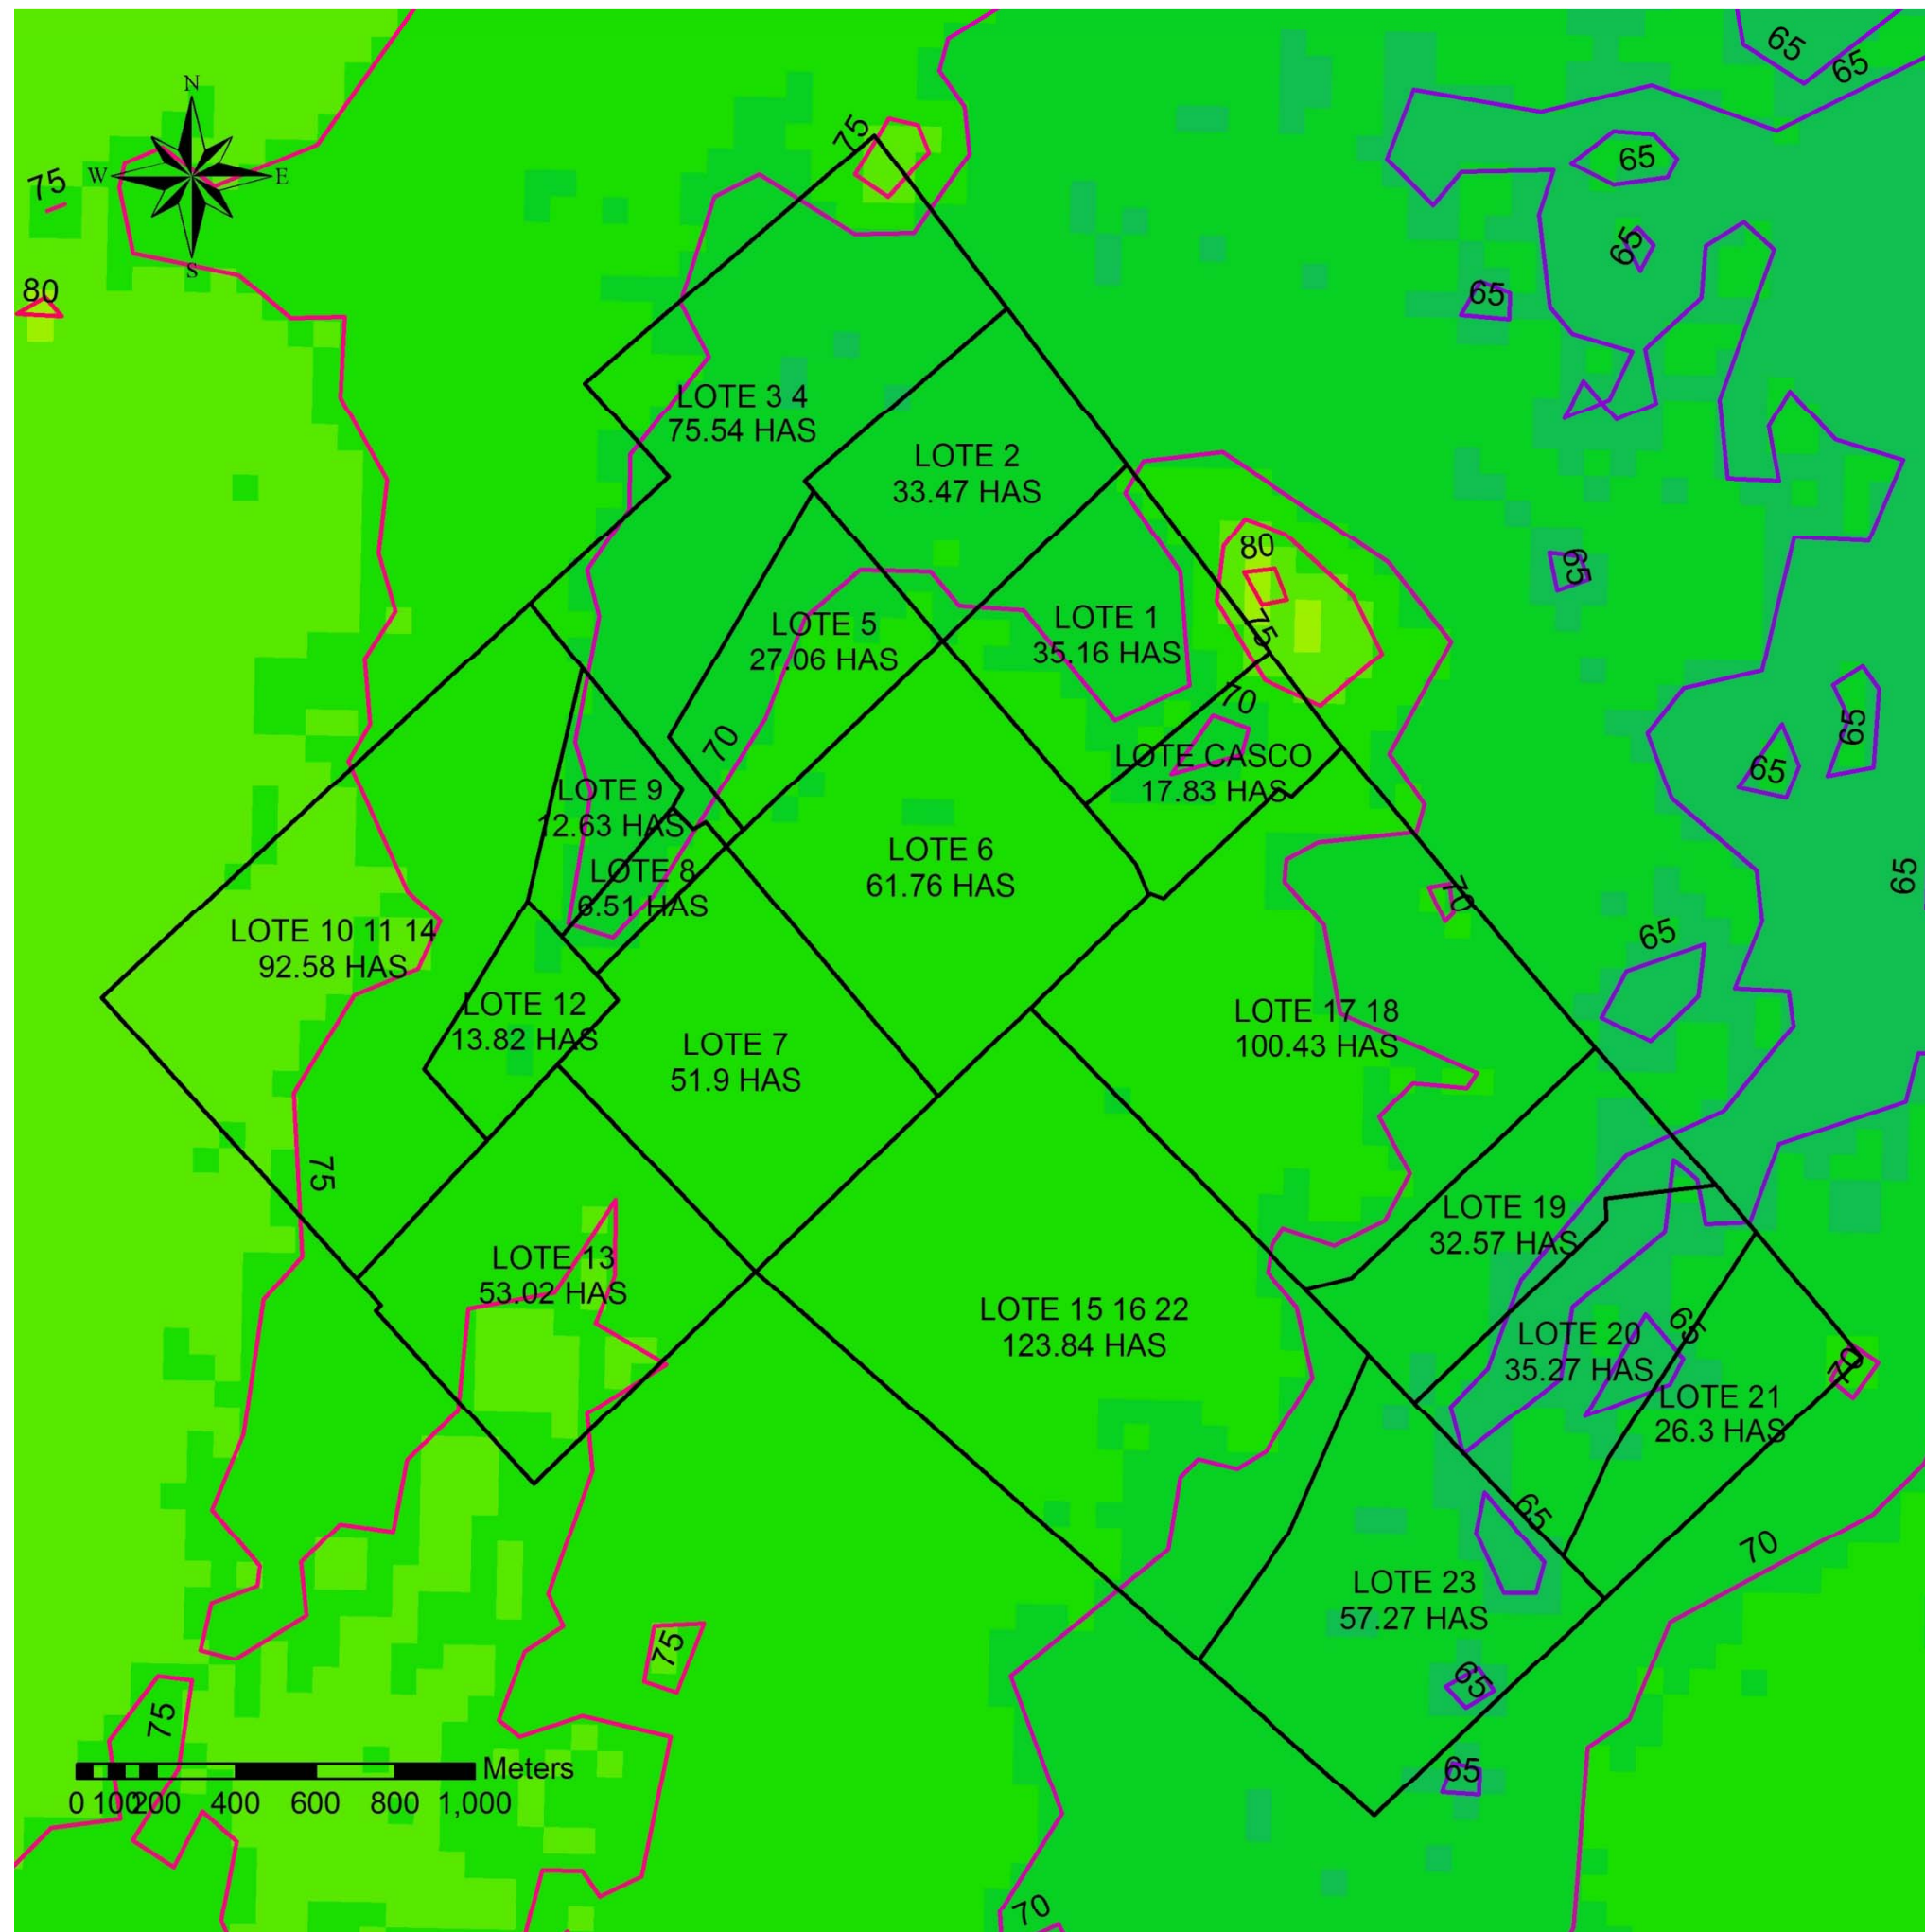 65
65
N
75
65
W
E
75
65
S
80
65
LOTE 3 4
75.54 HAS
LOTE 2
33.47 HAS
80
65
LOTE 1
35.16 HAS
75
LOTE 5
27.06 HAS
70
70
65
65
LOTE CASCO
17.83 HAS
LOTE 9
12.63 HAS
LOTE 8
6.51 HAS
LOTE 6
61.76 HAS
70
65
65
LOTE 10 11 14
92.58 HAS
LOTE 12
13.82 HAS
LOTE 7
51.9 HAS
LOTE 17 18
100.43 HAS
75
LOTE 19
32.57 HAS
LOTE 13
53.02 HAS
LOTE 15 16 22
123.84 HAS
65
LOTE 20
35.27 HAS
70
LOTE 21
26.3 HAS
65
70
LOTE 23
57.27 HAS
75
65
75
65
Meters
0 100 200 400 600 800 1,000
70